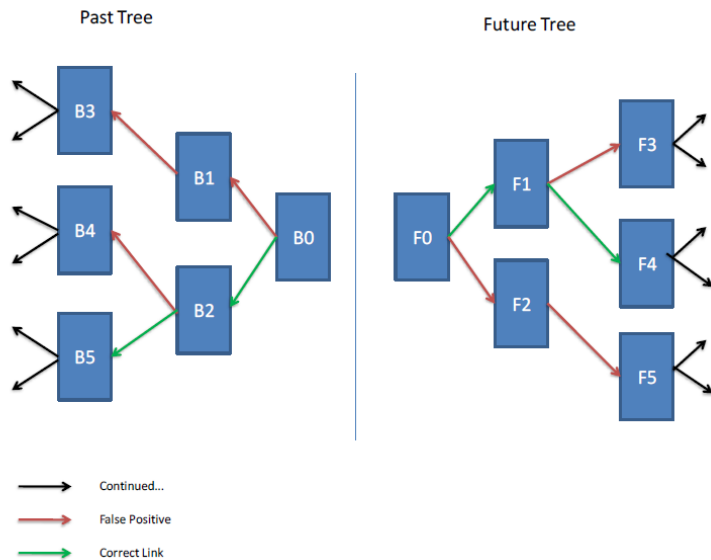 Past Tree
Future Tree
B3
B1
B4
B0
B2
B5
F3
F1
F0
F4
F2
F5
Continued...
False Positive
Correct Link